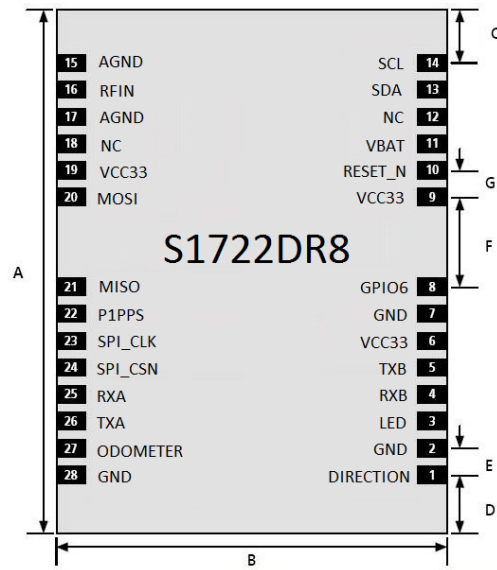 C
15 AGND SCL 14
16 RFIN SDA 13
17 AGND NC 12
18 NC VBAT 11
19 VCC33 RESET_N 10
G
20 MOSI VCC33 9
S1722DR8
F
A
21 MISO GPIO6 8
22 P1PPS GND 7
23 SPI_CLK VCC33 6
24 SPI_CSN TXB 5
25 RXA RXB 4
26 TXA LED 3
27 ODOMETER GND 2
E
28 GND DIRECTION 1
D
B